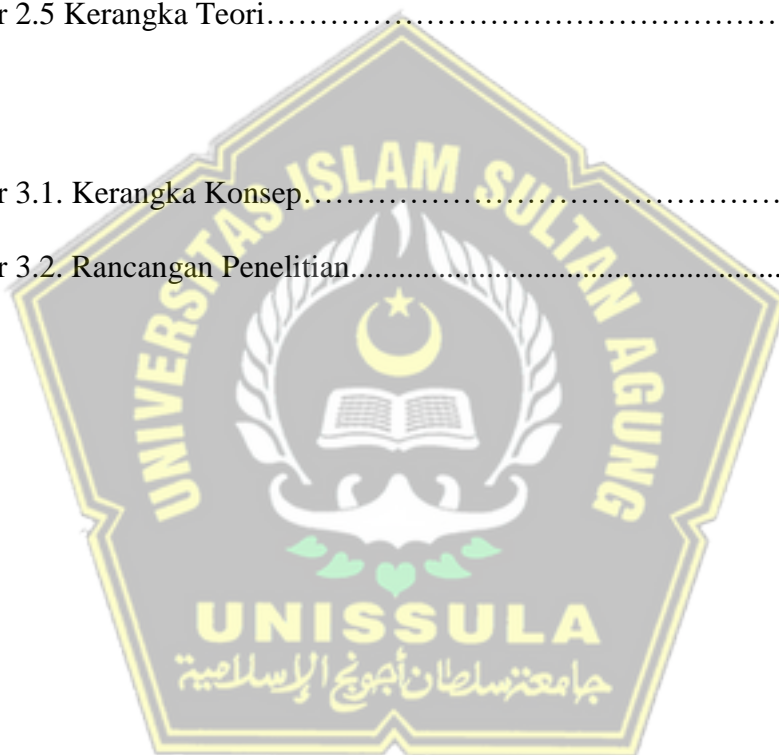 r 2.5 Kerangka Teori……………………………………………
r 3.1. Kerangka Konsep…………………………………………
r 3.2. Rancangan Penelitian...................................................................
UNIVERSITAS ISLAM SULTAN AGUNG
UNISSULA
جامعة سلطان أجونج الإسلامية